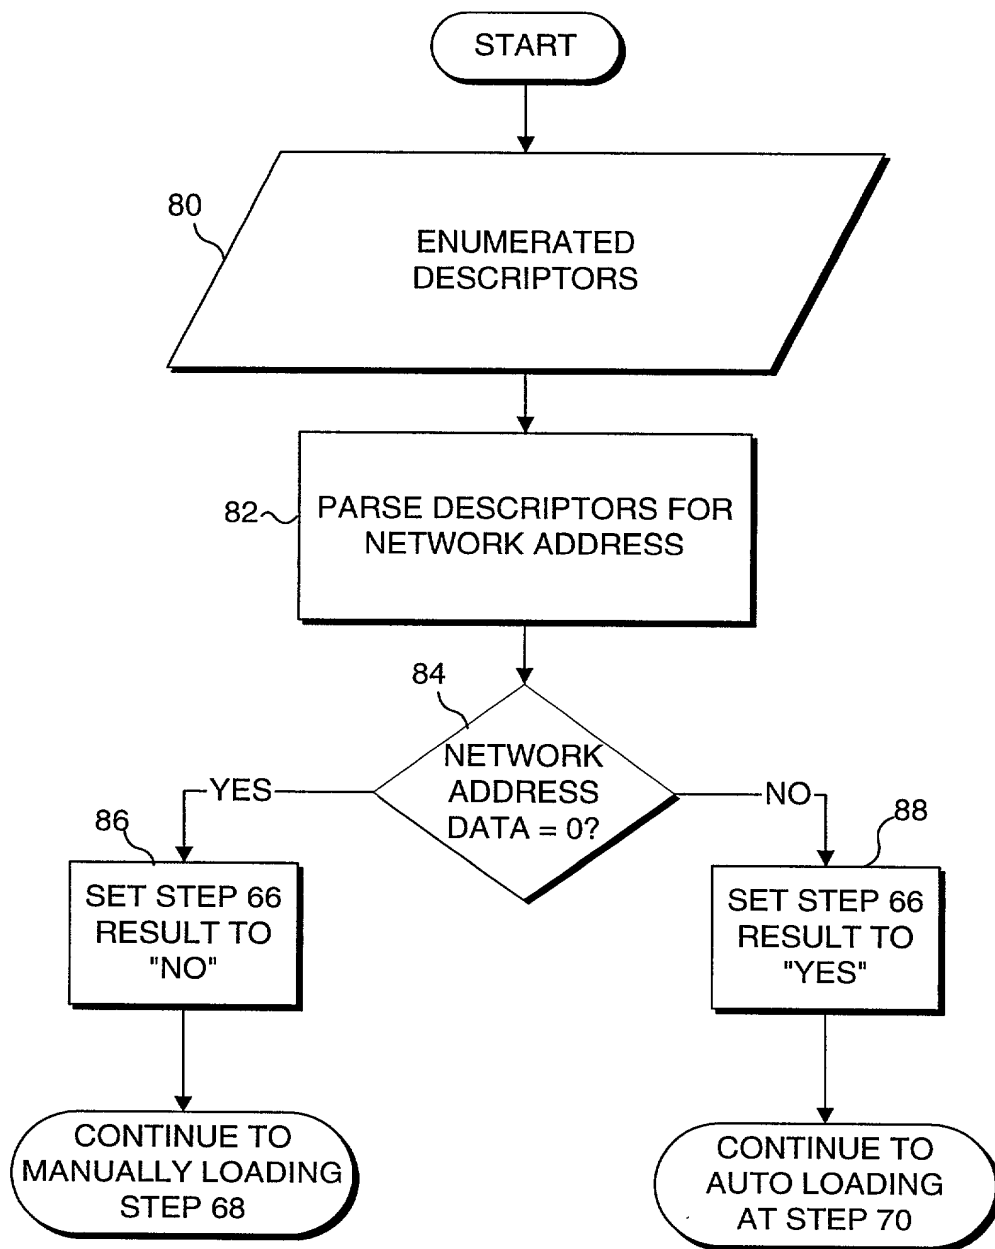 START
80
ENUMERATED
DESCRIPTORS
82
PARSE DESCRIPTORS FOR
NETWORK ADDRESS
84
NETWORK
ADDRESS
DATA = 0?
YES
NO
86
SET STEP 66
RESULT TO
"NO"
88
SET STEP 66
RESULT TO
"YES"
CONTINUE TO
MANUALLY LOADING
STEP 68
CONTINUE TO
AUTO LOADING
AT STEP 70